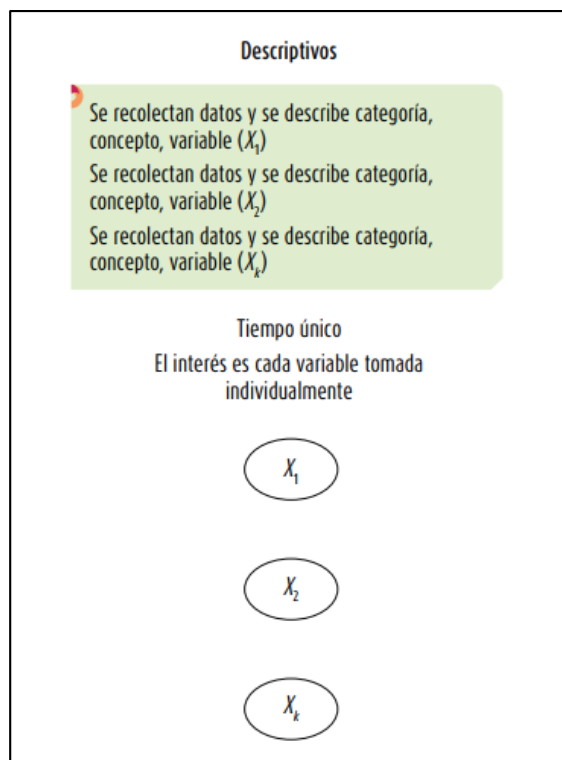 Descriptivos
Se recolectan datos y se describe categoría,
concepto, variable (X₁)
Se recolectan datos y se describe categoría,
concepto, variable (X₂)
Se recolectan datos y se describe categoría,
concepto, variable (Xₖ)
Tiempo único
El interés es cada variable tomada
individualmente
X₁
X₂
Xₖ